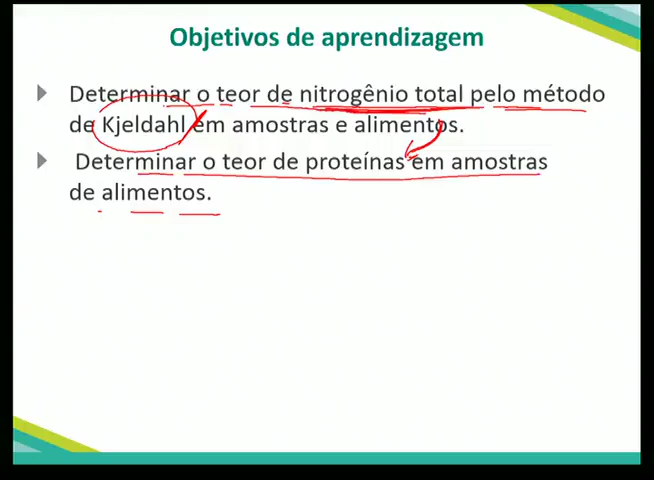 Objetivos de aprendizagem
Determinar o teor de nitrogênio total pelo método
de Kjeldahl em amostras e alimentos.
Determinar o teor de proteínas em amostras
de alimentos.